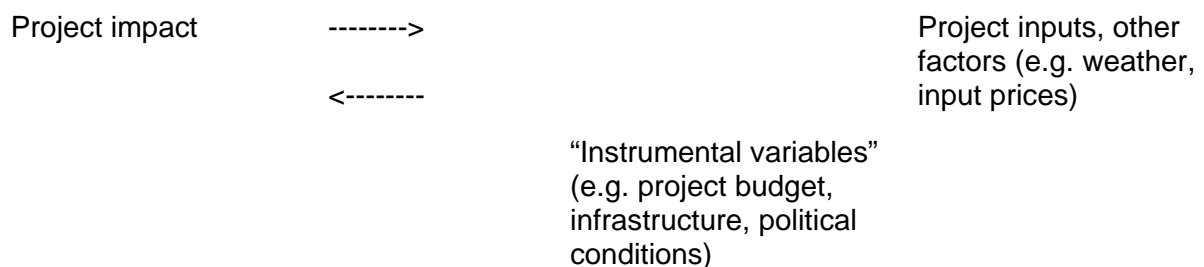 Project impact --------> Project inputs, other
factors (e.g. weather,
<-------- input prices)
“Instrumental variables”
(e.g. project budget,
infrastructure, political
conditions)